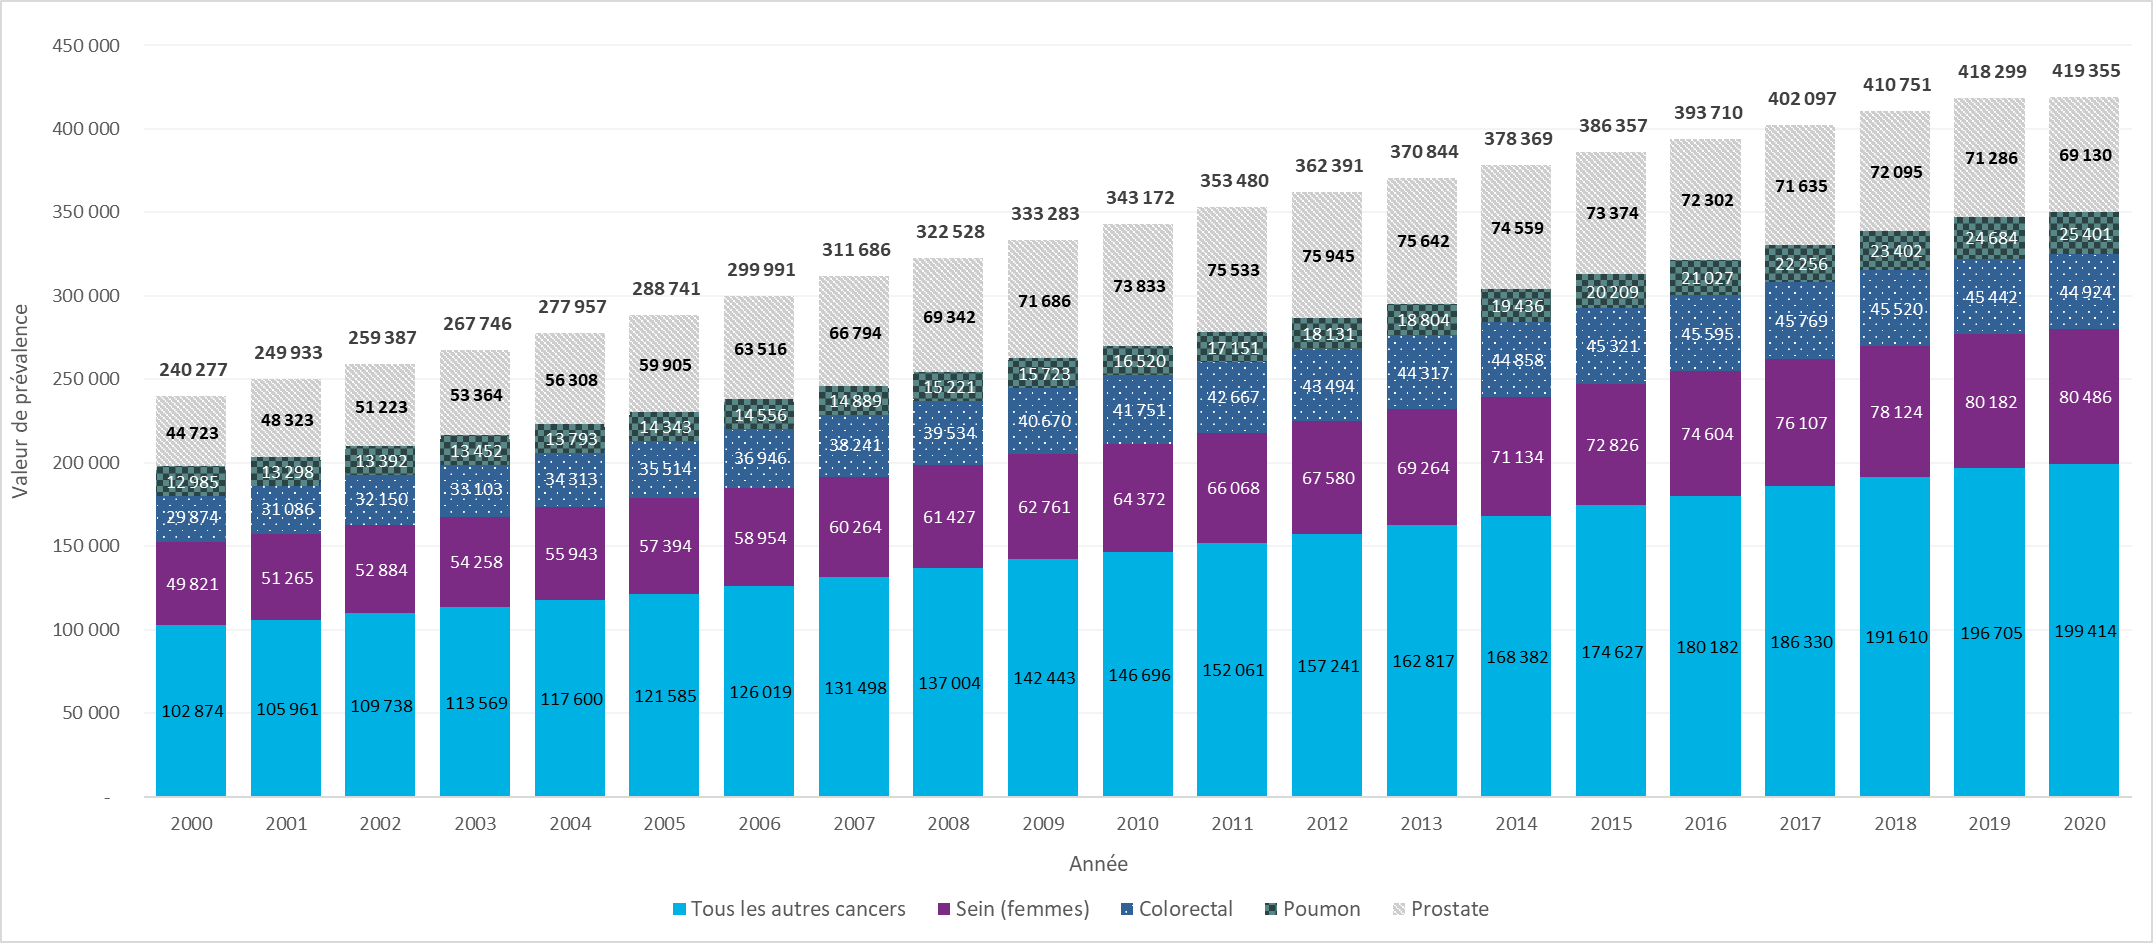 450 000
400 000
350 000
300 000
250 000
200 000
150 000
100 000
50 000
-
Valeur de prévalence
240 277 249 933 259 387 267 746 277 957 288 741 299 991 311 686 322 528 333 283 343 172 353 480 362 391 370 844 378 369 386 357 393 710 402 097 410 751 418 299 419 355
44 723 48 323 51 223 53 364 56 308 59 905 63 516 66 794 69 342 71 686 73 833 75 533 75 945 75 642 74 559 73 374 72 302 71 635 72 095 71 286 69 130
12 985 13 298 13 392 13 452 13 793 14 343 14 556 14 889 15 221 15 723 16 520 17 151 18 131 18 804 19 436 20 209 21 027 22 256 23 402 24 684 25 401
29 874 31 086 32 150 33 103 34 313 35 514 36 946 38 241 39 534 40 670 41 751 42 667 43 494 44 317 44 858 45 321 45 595 45 769 45 520 45 442 44 924
49 821 51 265 52 884 54 258 55 943 57 394 58 954 60 264 61 427 62 761 64 372 66 068 67 580 69 264 71 134 72 826 74 604 76 107 78 124 80 182 80 486
102 874 105 961 109 738 113 569 117 600 121 585 126 019 131 498 137 004 142 443 146 696 152 061 157 241 162 817 168 382 174 627 180 182 186 330 191 610 196 705 199 414
2000 2001 2002 2003 2004 2005 2006 2007 2008 2009 2010 2011 2012 2013 2014 2015 2016 2017 2018 2019 2020
Année
Tous les autres cancers Sein (femmes) Colorectal Poumon Prostate